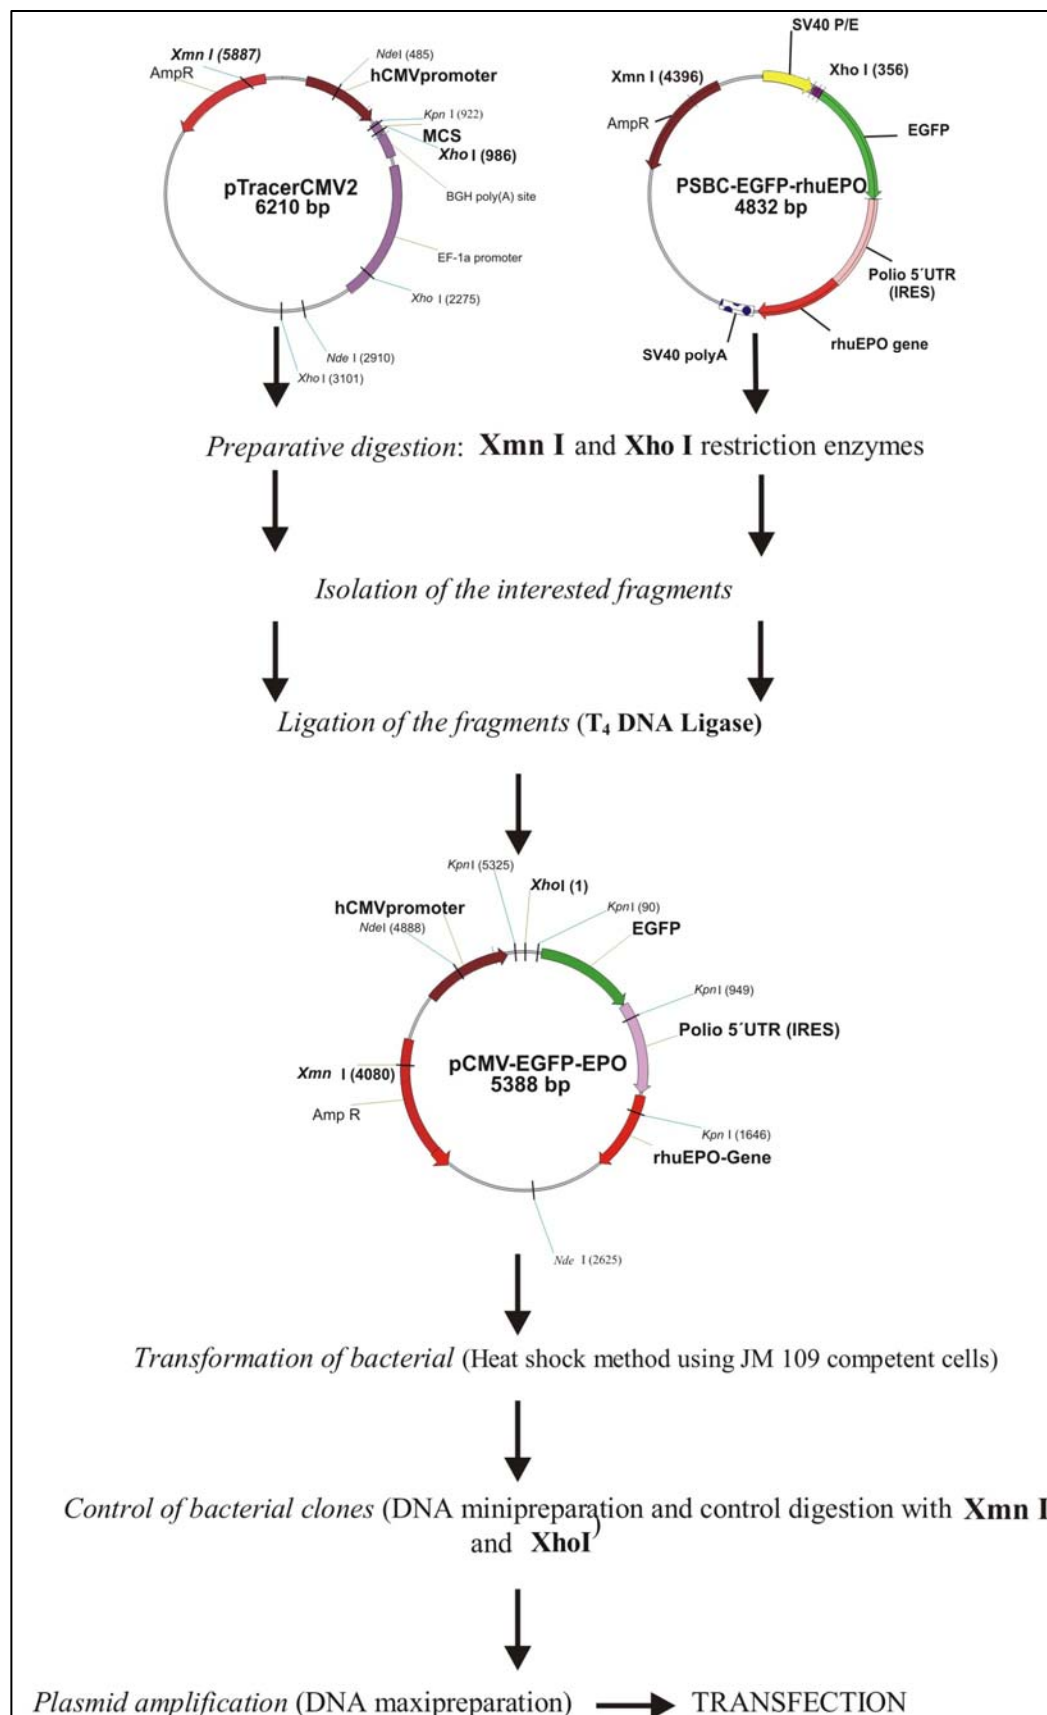 SV40 P/E
Xmn I (5887)
NdeI (485)
AmpR
hCMVpromoter
Kpn I (922)
MCS
Xho I (986)
pTracerCMV2
6210 bp
BGH poly(A) site
EF-1a promoter
Xho I (2275)
Nde I (2910)
Xho I (3101)
Xmn I (4396)
Xho I (356)
AmpR
EGFP
PSBC-EGFP-rhuEPO
4832 bp
Polio 5´UTR
(IRES)
SV40 polyA
rhuEPO gene
Preparative digestion: Xmn I and Xho I restriction enzymes
Isolation of the interested fragments
Ligation of the fragments (T4 DNA Ligase)
KpnI (5325)
XhoI (1)
hCMVpromoter
NdeI (4888)
KpnI (90)
EGFP
KpnI (949)
Polio 5´UTR (IRES)
pCMV-EGFP-EPO
5388 bp
Xmn I (4080)
Amp R
Kpn I (1646)
rhuEPO-Gene
Nde I (2625)
Transformation of bacterial (Heat shock method using JM 109 competent cells)
Control of bacterial clones (DNA minipreparation and control digestion with Xmn I
and XhoI)
Plasmid amplification (DNA maxipreparation) TRANSFECTION